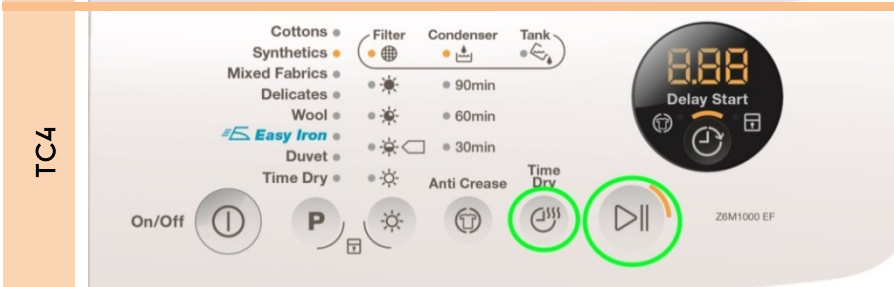 TC4
Cottons
Synthetics
Mixed Fabrics
Delicates
Wool
Easy Iron
Duvet
Time Dry
Filter
Condenser
Tank
90min
60min
30min
8.88
Delay Start
Anti Crease
Time
Dry
On/Off
P
Z6M1000 EF